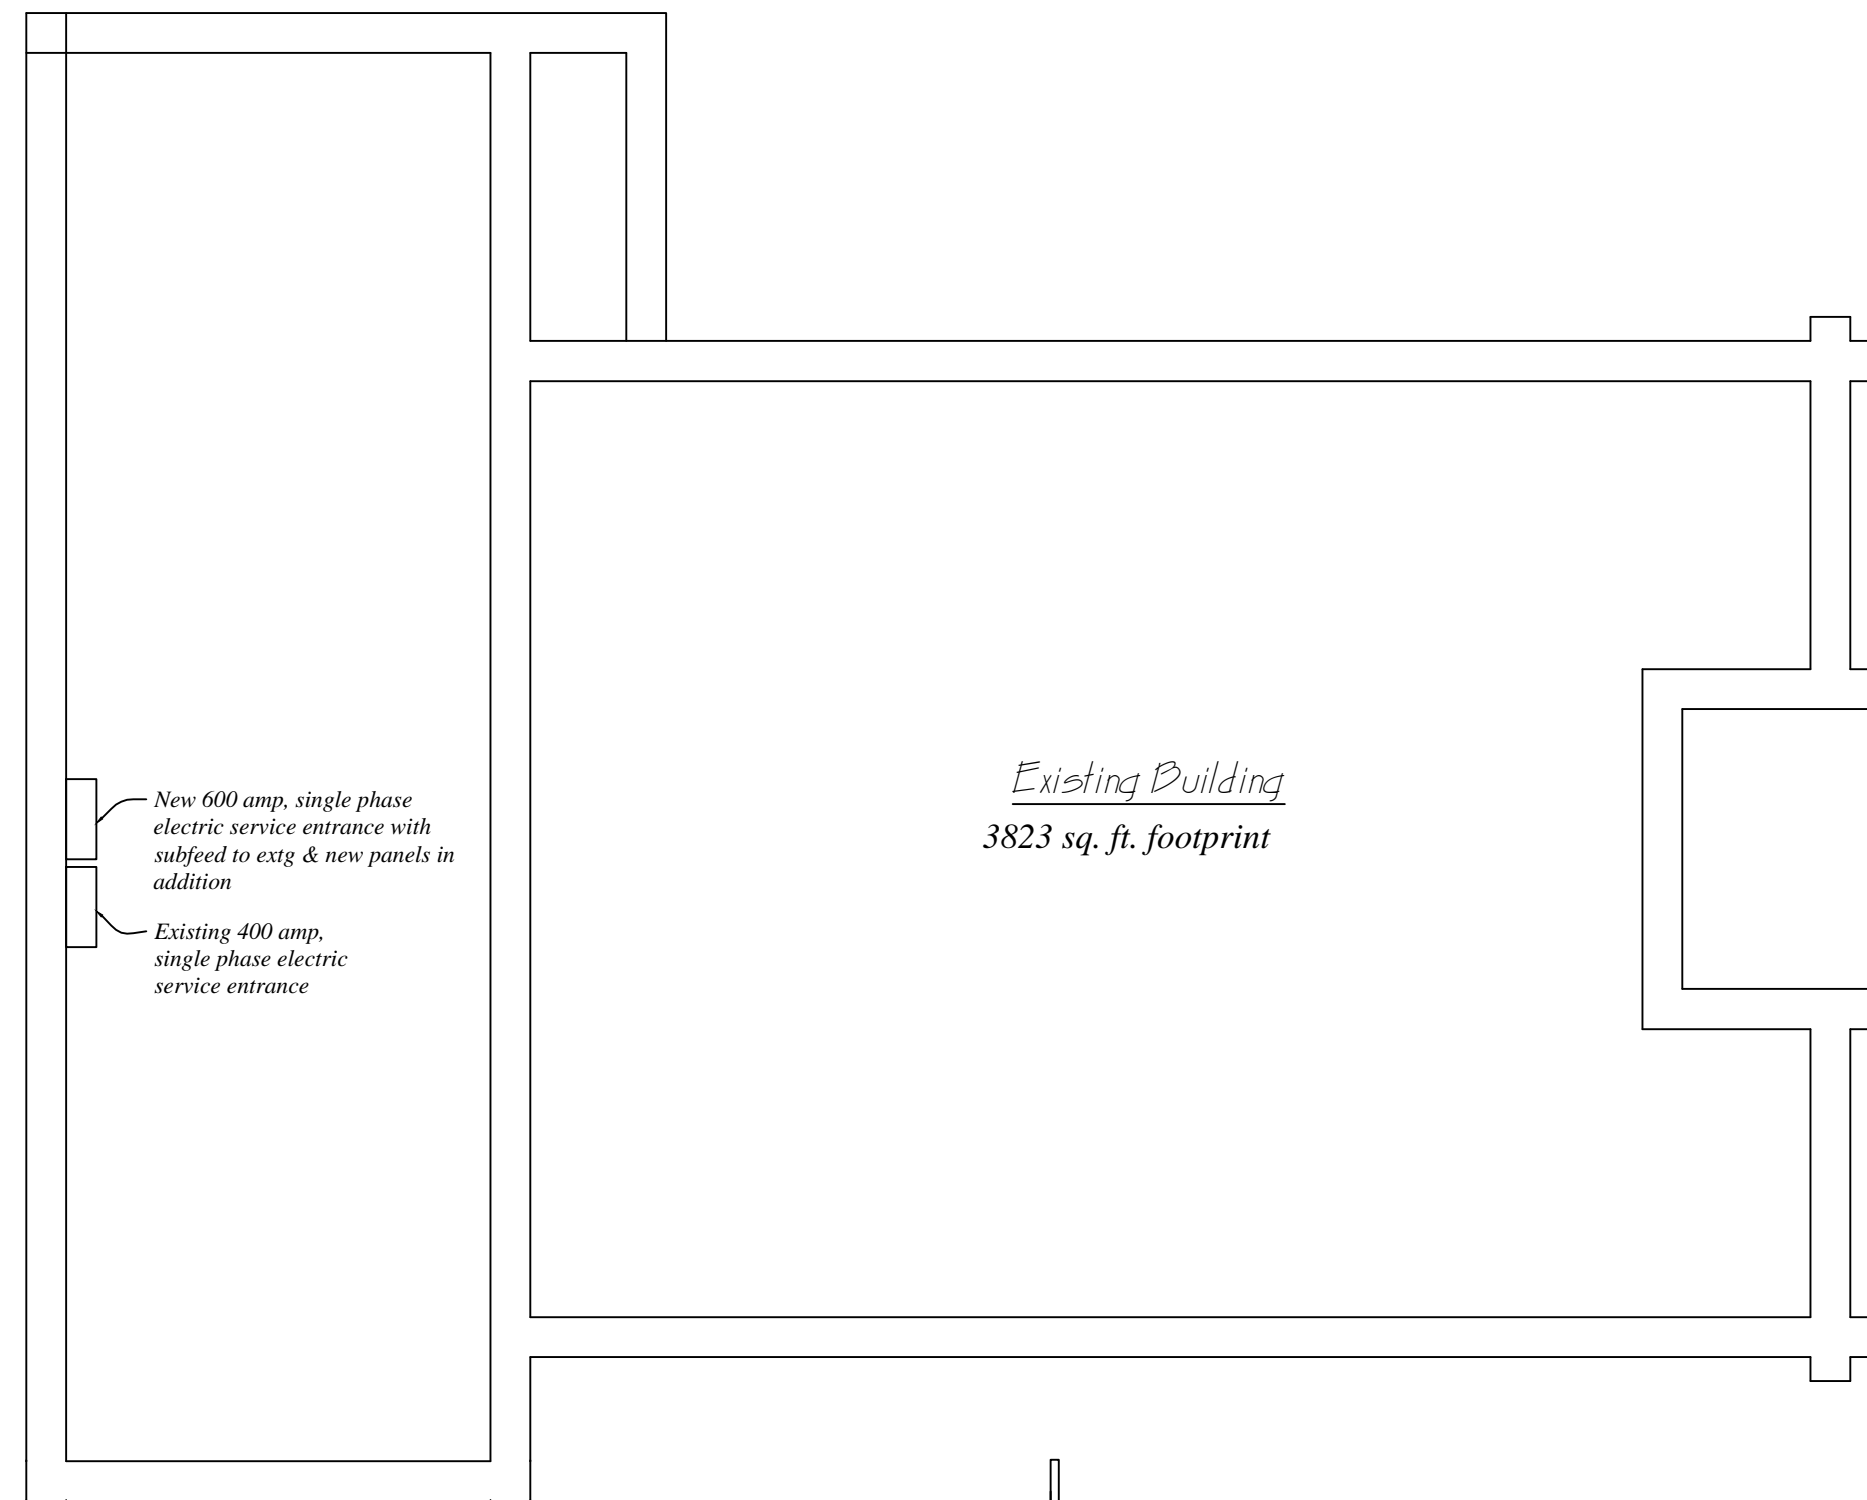 New 600 amp, single phase
electric service entrance with
subfeed to extg & new panels in
addition
Existing 400 amp,
single phase electric
service entrance
Existing Building
3823 sq. ft. footprint